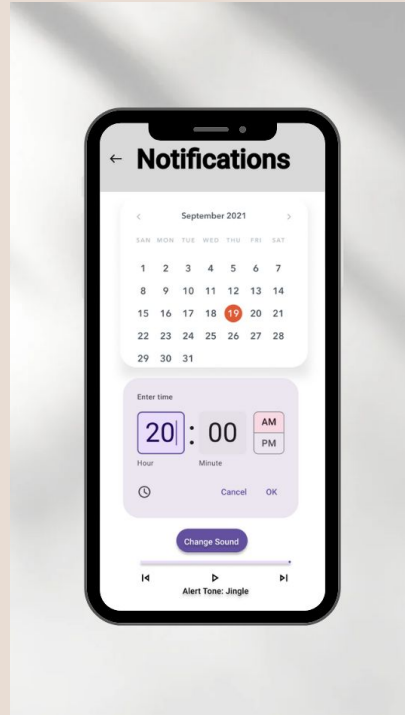 Notifications
September 2021
SAN MON TUE WED THU FRI SAT
1 2 3 4 5 6 7
8 9 10 11 12 13 14
15 16 17 18 19 20 21
22 23 24 25 26 27 28
29 30 31
Enter time
20 : 00 AM
PM
Hour Minute
Cancel OK
Change Sound
Alert Tone: Jingle